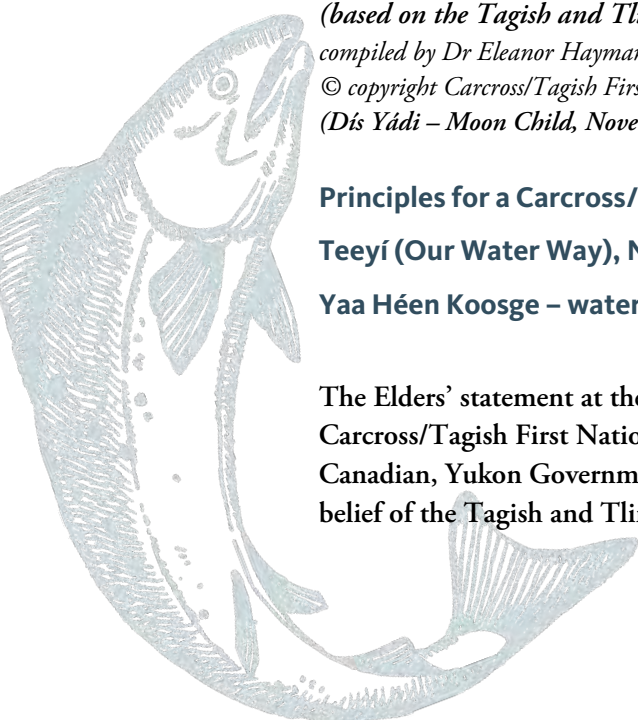 (based on the Tagish and Tli
compiled by Dr Eleanor Hayman
© copyright Carcross/Tagish Firs
(Dís Yádi – Moon Child, Nove
Principles for a Carcross/
Teeyí (Our Water Way), N
Yaa Héen Koosge – water
The Elders’ statement at the
Carcross/Tagish First Natio
Canadian, Yukon Governm
belief of the Tagish and Tli